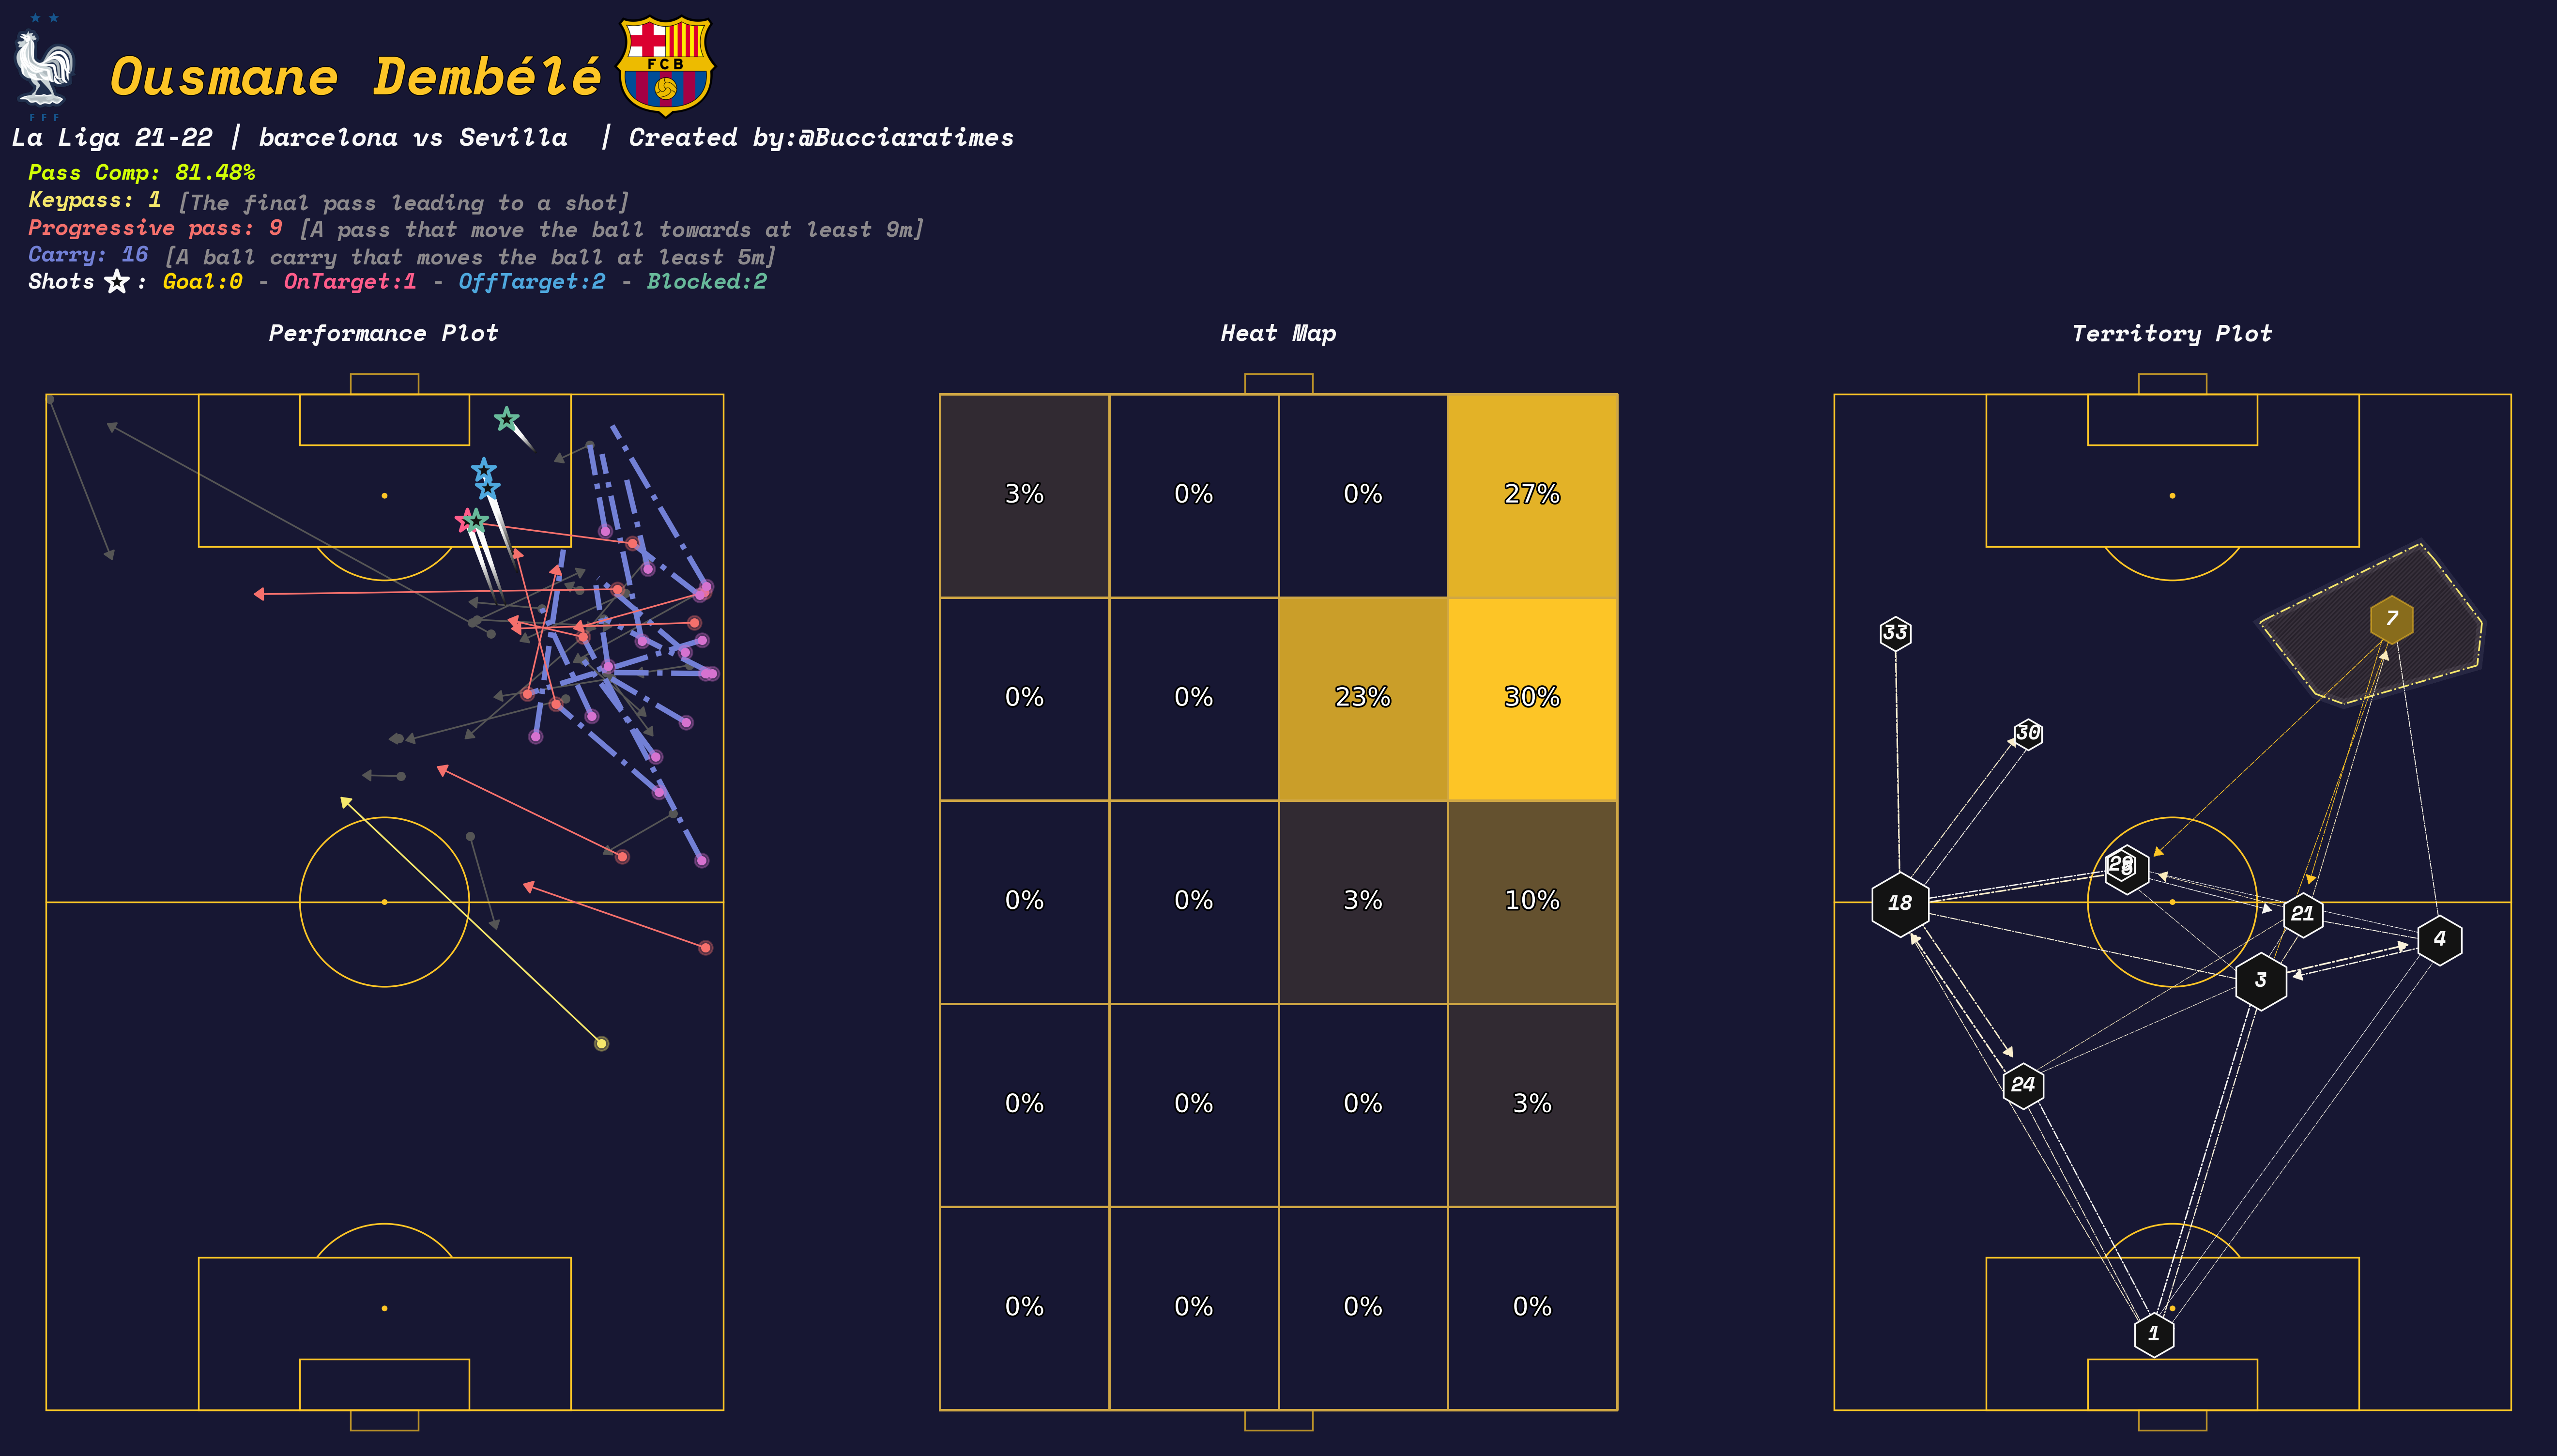 F F F
Ousmane Dembélé
FCB
La Liga 21-22 | barcelona vs Sevilla | Created by:@Bucciaratimes
Pass Comp: 81.48%
Keypass: 1 [The final pass leading to a shot]
Progressive pass: 9 [A pass that move the ball towards at least 9m]
Carry: 16 [A ball carry that moves the ball at least 5m]
Shots : Goal:0 - OnTarget:1 - OffTarget:2 - Blocked:2
Performance Plot
Heat Map
3% 0% 0% 27%
0% 0% 23% 30%
0% 0% 3% 10%
0% 0% 0% 3%
0% 0% 0% 0%
Territory Plot
7
33
30
18
21
4
3
24
1